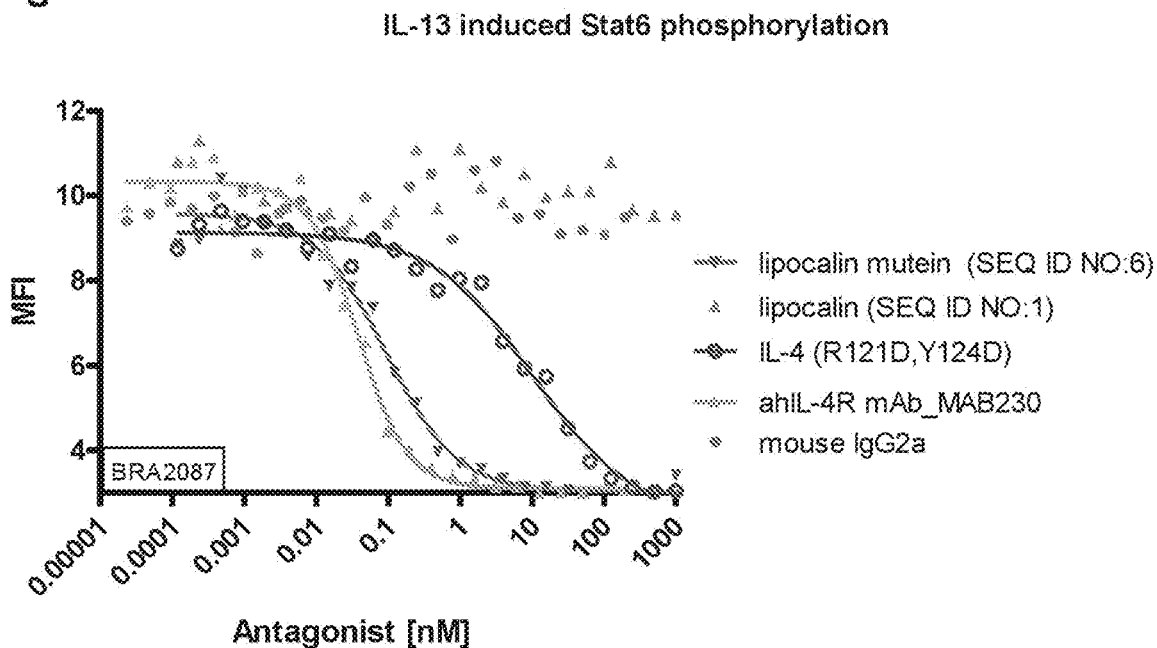 IL-13 induced Stat6 phosphorylation
MFI
12
10
8
6
4
BRA2087
0.00001
0.0001
0.001
0.01
0.1
1
10
100
1000
Antagonist [nM]
lipocalin mutein (SEQ ID NO:6)
lipocalin (SEQ ID NO:1)
IL-4 (R121D,Y124D)
ahIL-4R mAb_MAB230
mouse IgG2a